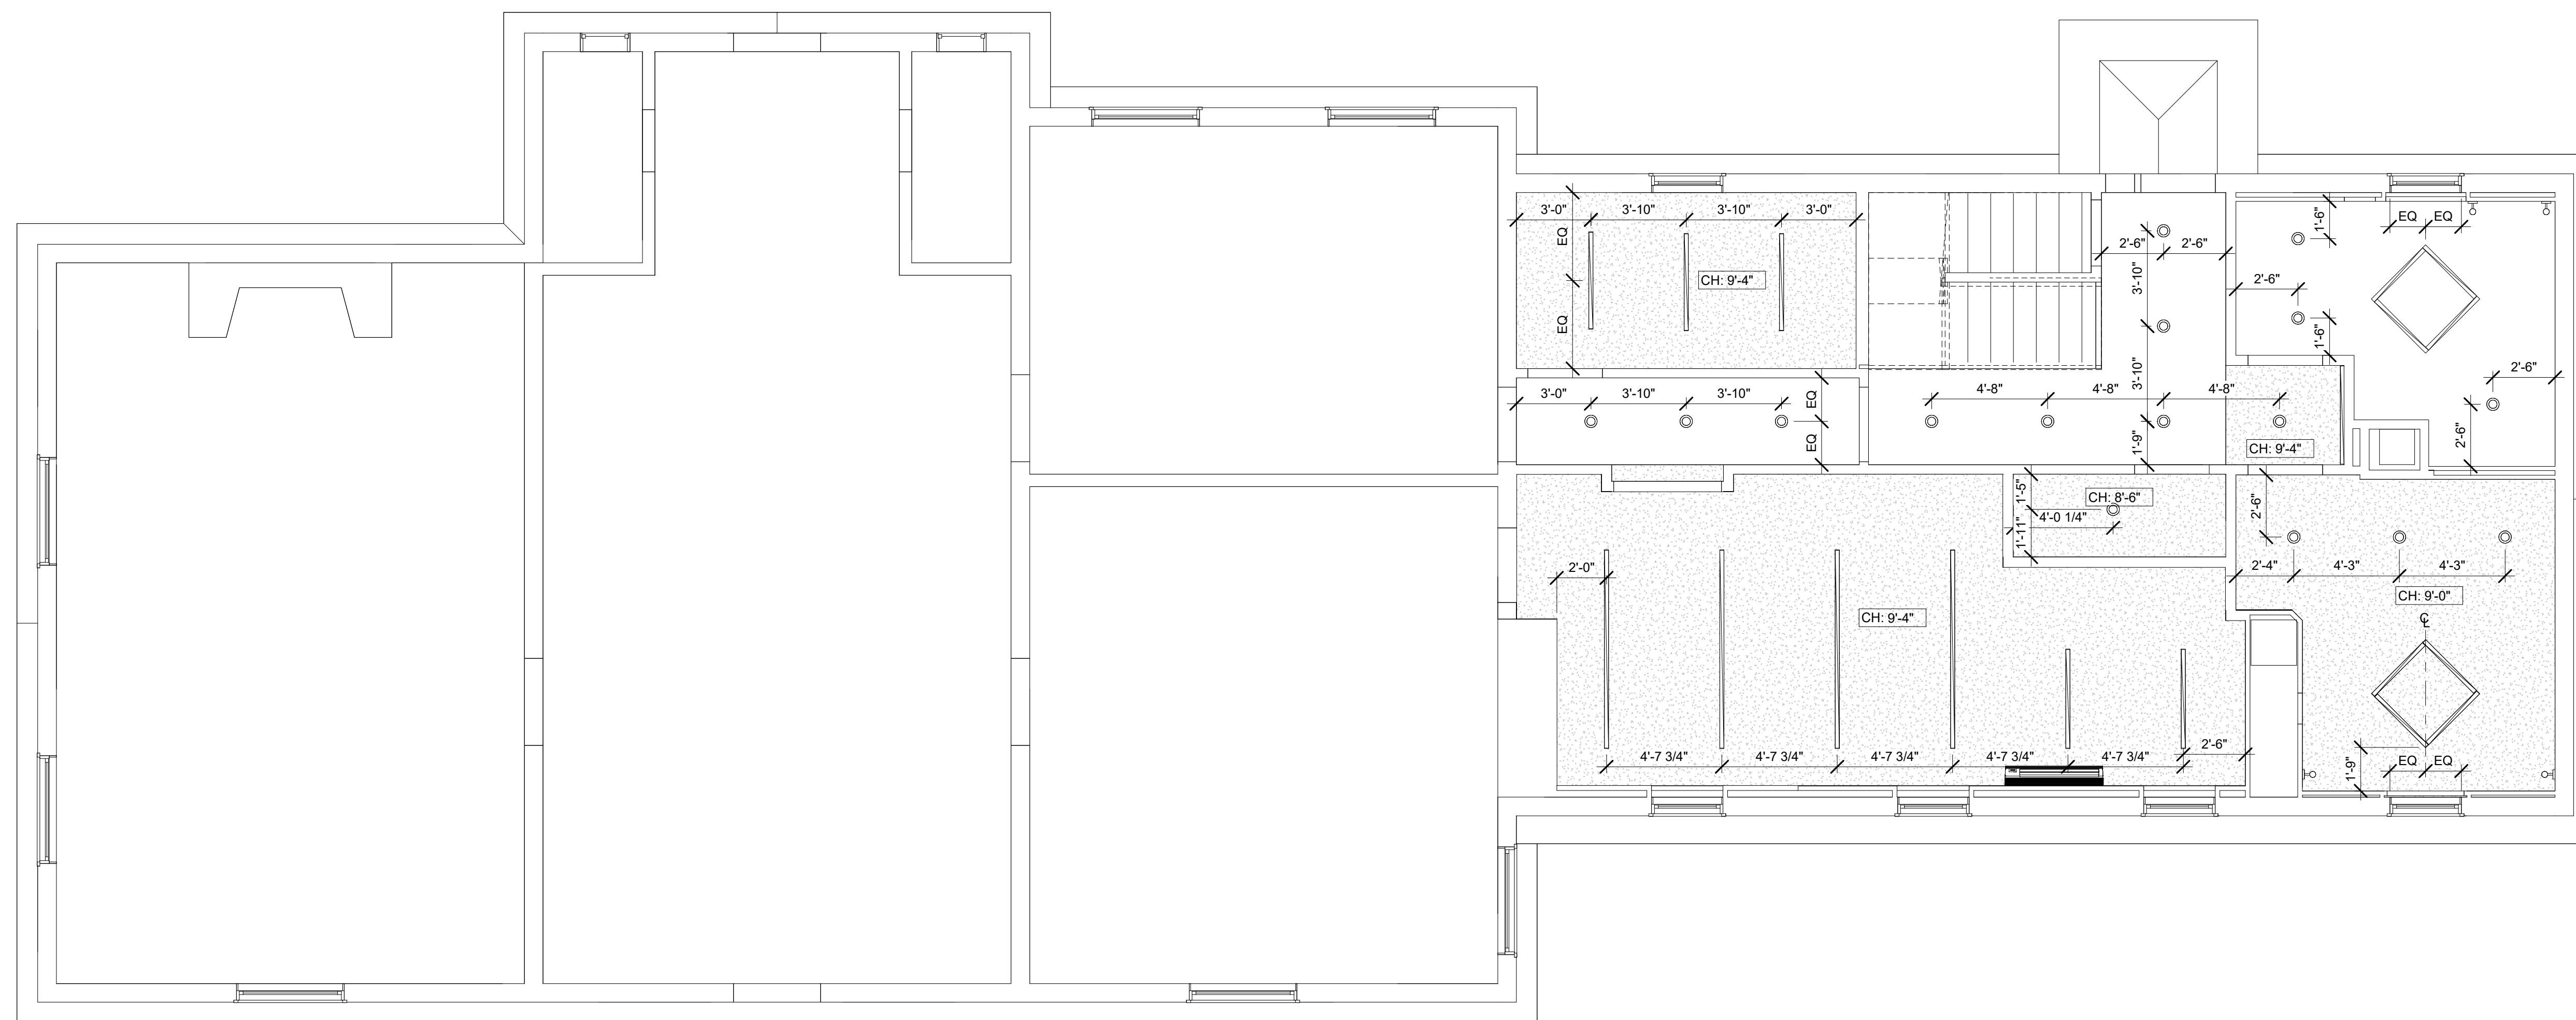 3'-0" 3'-10" 3'-10" 3'-0"
EQ
EQ
CH: 9'-4"
3'-0" 3'-10" 3'-10"
EQ
EQ
2'-6" 2'-6"
3'-10"
3'-10"
1'-9"
4'-8" 4'-8" 4'-8"
CH: 9'-4"
1'-6"
2'-6"
1'-6"
EQ EQ
2'-6"
2'-6"
1'-5"
1'-11"
4'-0 1/4"
CH: 8'-6"
2'-0"
CH: 9'-4"
4'-7 3/4" 4'-7 3/4" 4'-7 3/4" 4'-7 3/4" 4'-7 3/4"
2'-6"
2'-6"
2'-4" 4'-3" 4'-3"
CH: 9'-0"
℄
1'-9"
EQ EQ